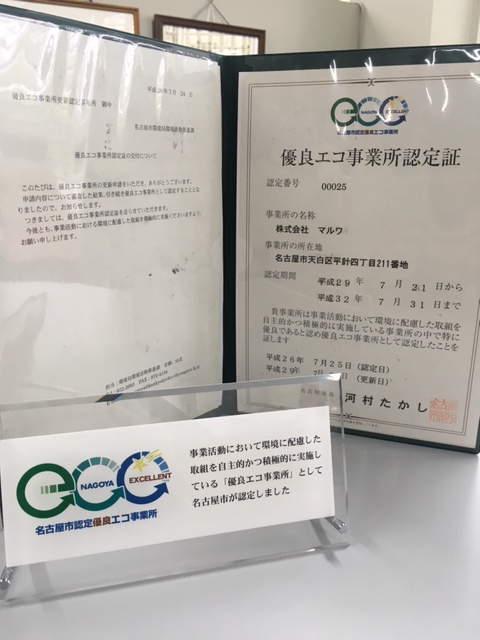 平成29年7月24日
優良エコ事業所更新認定事業所 御中
名古屋市環境局環境活動推進課
優良エコ事業所認定証の交付について
このたびは、優良エコ事業所の更新申請をいただき、ありがとうございます。
申請内容について審査した結果、引き続き優良エコ事業所として認定することとな
りましたので、お知らせします。
つきましては、優良エコ事業所認定証を送らせていただきます。
今後とも、事業活動における環境に配慮した取組を積極的に実施くださいますよう、
お願い申し上げます。
eco
NAGOYA
EXCELLENT
名古屋市認定優良エコ事業所
優良エコ事業所認定証
認定番号 00025
事業所の名称
株式会社 マルワ
事業所の所在地
名古屋市天白区平針四丁目211番地
認定期間 平成29年 7月21日から
平成32年 7月31日まで
貴事業所は事業活動において環境に配慮した取組を
自主的かつ積極的に実施している事業所の中で特に
優良であると認め優良エコ事業所として認定したことを
証します
平成26年 7月25日(認定日)
平成29年 7月 日(更新日)
名古屋市長 河村たかし
eco
NAGOYA
EXCELLENT
名古屋市認定優良エコ事業所
事業活動において環境に配慮した
取組を自主的かつ積極的に実施し
ている「優良エコ事業所」として
名古屋市が認定しました